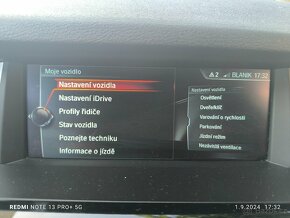 Moje vozidlo
2 BLANIK 17:32
Nastavení vozidla
Nastavení iDrive
Profily řidiče
Stav vozidla
Poznejte techniku
Informace o jízdě
Nastavení vozidla
Osvětlení
Dveře/klíč
Varování o rychlosti
Parkování
Jízdní režim
Nezávislá ventilace
REDMI NOTE 13 PRO+ 5G
1.9.2024 17:32